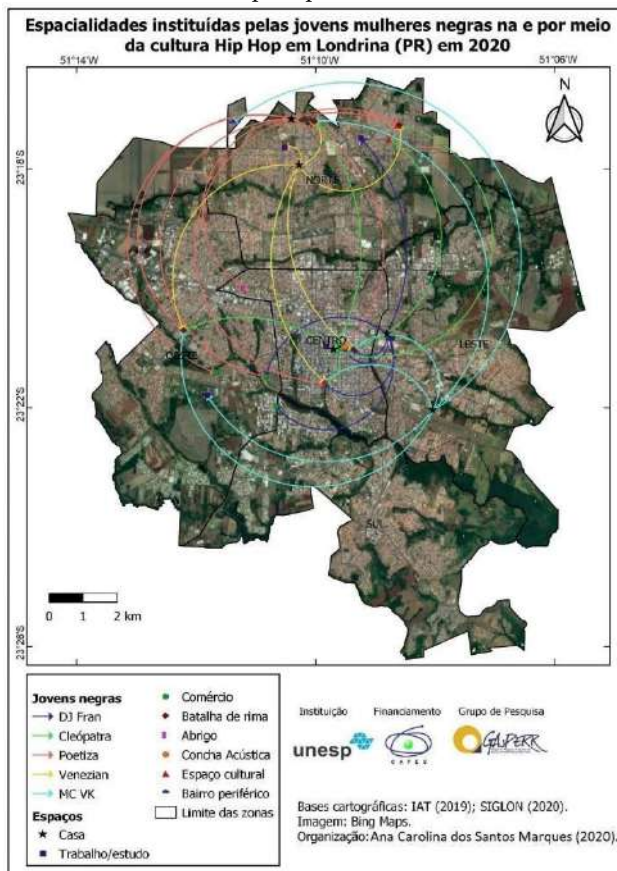 Espacialidades instituídas pelas jovens mulheres negras na e por meio
da cultura Hip Hop em Londrina (PR) em 2020
51°14'W
51°10'W
51°06'W
N
23°18'S
NORTE
CENTRO
LESTE
OESTE
23°22'S
SUL
0 1 2 km
23°26'S
Jovens negras
DJ Fran
Cleópatra
Poetiza
Venezian
MC VK
Espaços
Casa
Trabalho/estudo
Comércio
Batalha de rima
Abrigo
Concha Acústica
Espaço cultural
Bairro periférico
Limite das zonas
Instituição
Financiamento
Grupo de Pesquisa
unesp
CAPES
GAsPERR
Bases cartográficas: IAT (2019); SIGLON (2020).
Imagem: Bing Maps.
Organização: Ana Carolina dos Santos Marques (2020).